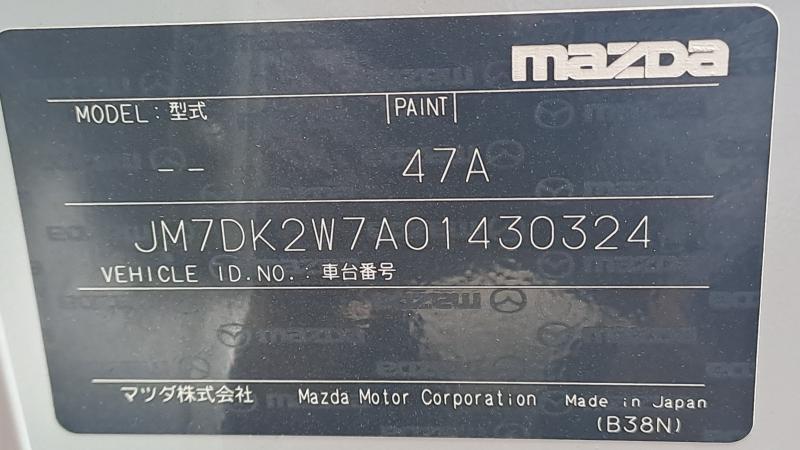 mazda
MODEL: 型式 PAINT
-- 47A
JM7DK2W7A01430324
VEHICLE ID.NO.: 車台番号
マツダ株式会社 Mazda Motor Corporation Made in Japan
(B38N)